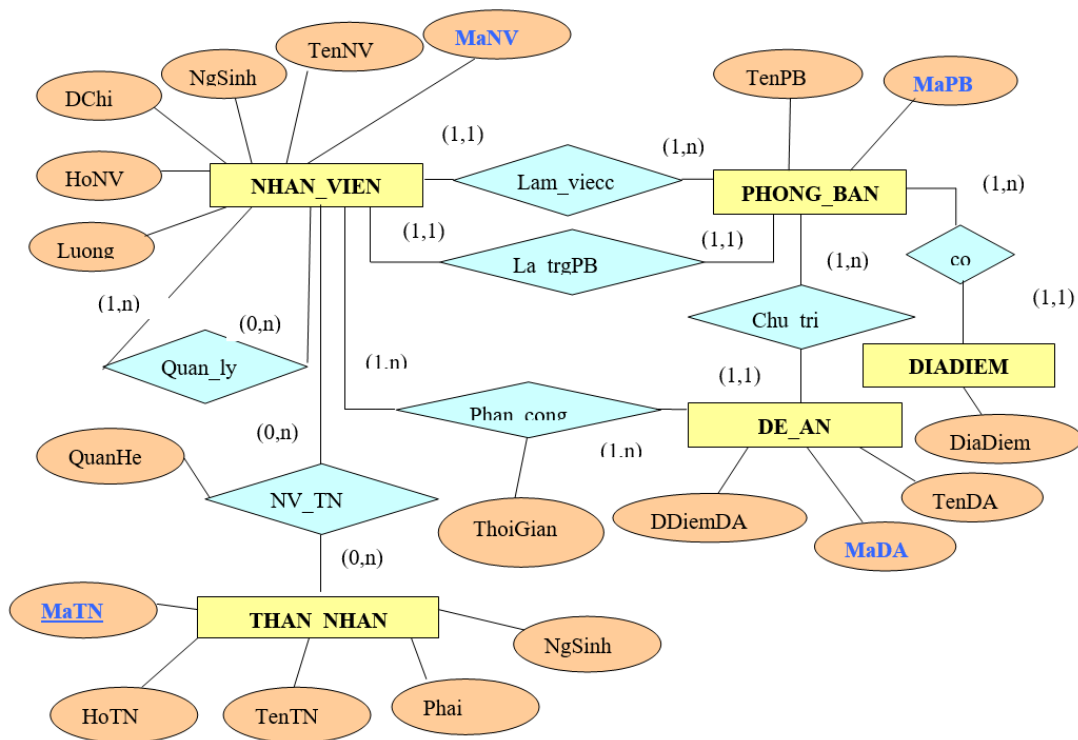 MaNV
TenNV
NgSinh
TenPB
MaPB
DChi
(1,1)
(1,n)
HoNV
NHAN_VIEN
Lam_viecc
PHONG_BAN
(1,n)
(1,1)
(1,1)
Luong
La_trgPB
(1,n)
co
(1,n)
(0,n)
Chu_tri
(1,1)
Quan_ly
(1,n)
(1,1)
DIADIEM
Phan_cong
DE_AN
(0,n)
(1,n)
DiaDiem
QuanHe
NV_TN
TenDA
ThoiGian
DDiemDA
MaDA
(0,n)
MaTN
THAN_NHAN
NgSinh
HoTN
TenTN
Phai